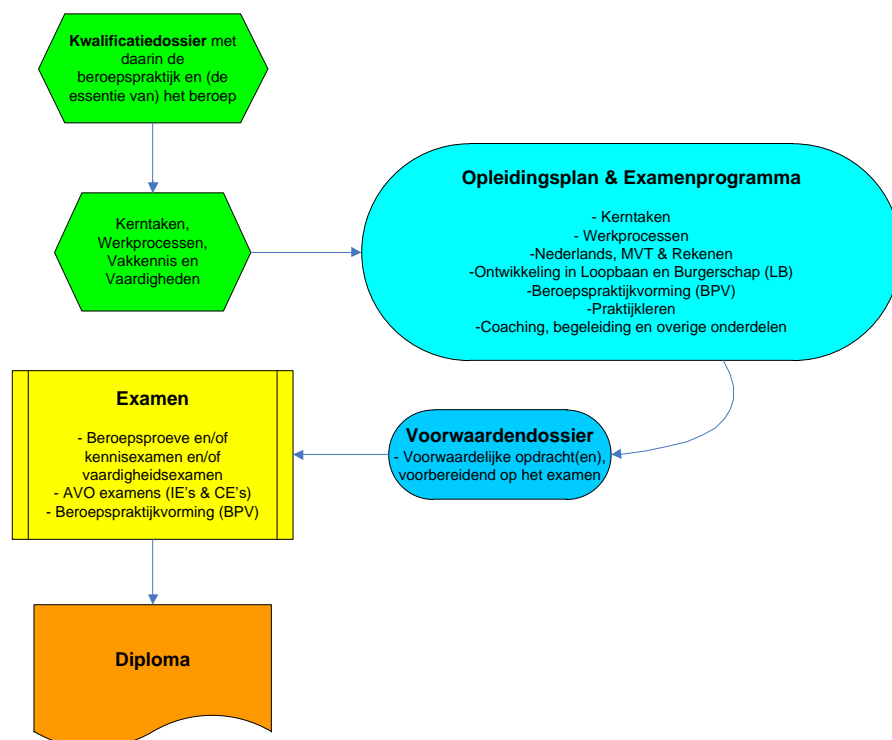 Kwalificatiedossier met
daarin de
beroepspraktijk en (de
essentie van) het beroep
Kerntaken,
Werkprocessen,
Vakkennis en
Vaardigheden
Opleidingsplan & Examenprogramma
- Kerntaken
- Werkprocessen
-Nederlands, MVT & Rekenen
-Ontwikkeling in Loopbaan en Burgerschap (LB)
-Beroepspraktijkvorming (BPV)
-Praktijkleren
-Coaching, begeleiding en overige onderdelen
Voorwaardendossier
- Voorwaardelijke opdracht(en),
voorbereidend op het examen
Examen
- Beroepsproeve en/of
kennisexamen en/of
vaardigheidsexamen
- AVO examens (IE's & CE's)
- Beroepspraktijkvorming (BPV)
Diploma